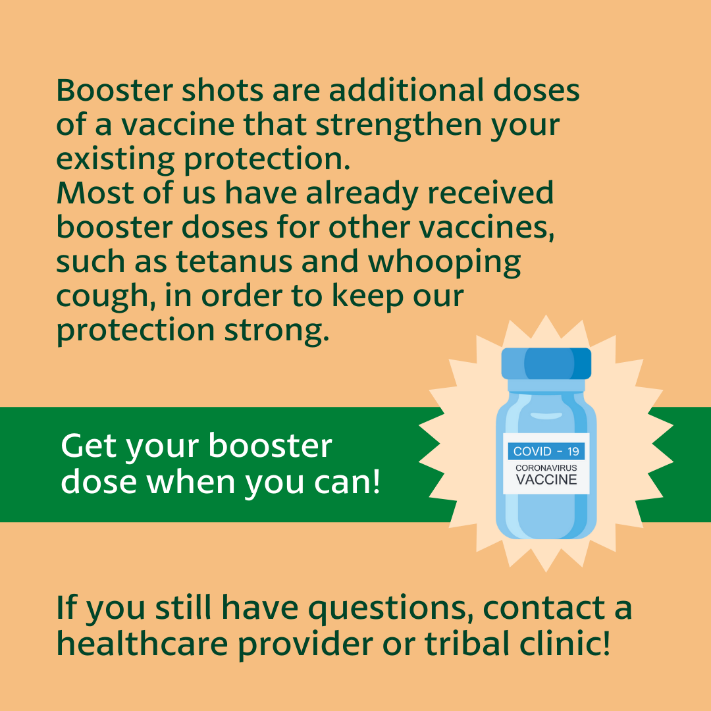 Booster shots are additional doses
of a vaccine that strengthen your
existing protection.
Most of us have already received
booster doses for other vaccines,
such as tetanus and whooping
cough, in order to keep our
protection strong.
Get your booster
dose when you can!
COVID - 19
CORONAVIRUS
VACCINE
If you still have questions, contact a
healthcare provider or tribal clinic!